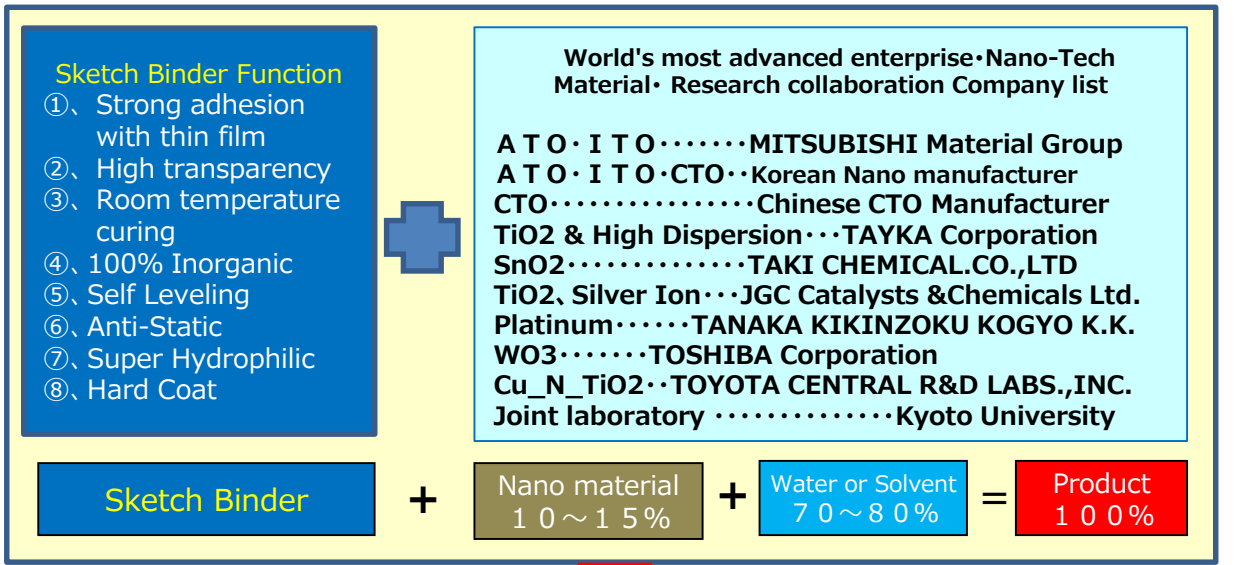 Sketch Binder Function
①、Strong adhesion
with thin film
②、High transparency
③、Room temperature
curing
④、100% Inorganic
⑤、Self Leveling
⑥、Anti-Static
⑦、Super Hydrophilic
⑧、Hard Coat
World's most advanced enterprise・Nano-Tech
Material・ Research collaboration Company list
A T O・I T O・・・・・・・MITSUBISHI Material Group
A T O・I T O・CTO・・Korean Nano manufacturer
CTO・・・・・・・・・・・・・・・・Chinese CTO Manufacturer
TiO2 & High Dispersion・・・TAYKA Corporation
SnO2・・・・・・・・・・・・・・TAKI CHEMICAL.CO.,LTD
TiO2、Silver Ion・・・JGC Catalysts &Chemicals Ltd.
Platinum・・・・・・TANAKA KIKINZOKU KOGYO K.K.
WO3・・・・・・・TOSHIBA Corporation
Cu_N_TiO2・・TOYOTA CENTRAL R&D LABS.,INC.
Joint laboratory ・・・・・・・・・・・・・・Kyoto University
Sketch Binder
+
Nano material
１０～１５%
+
Water or Solvent
７０～８０%
=
Product
１００%